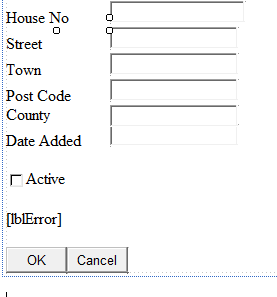 House No
Street
Town
Post Code
County
Date Added
Active
[lblError]
OK Cancel